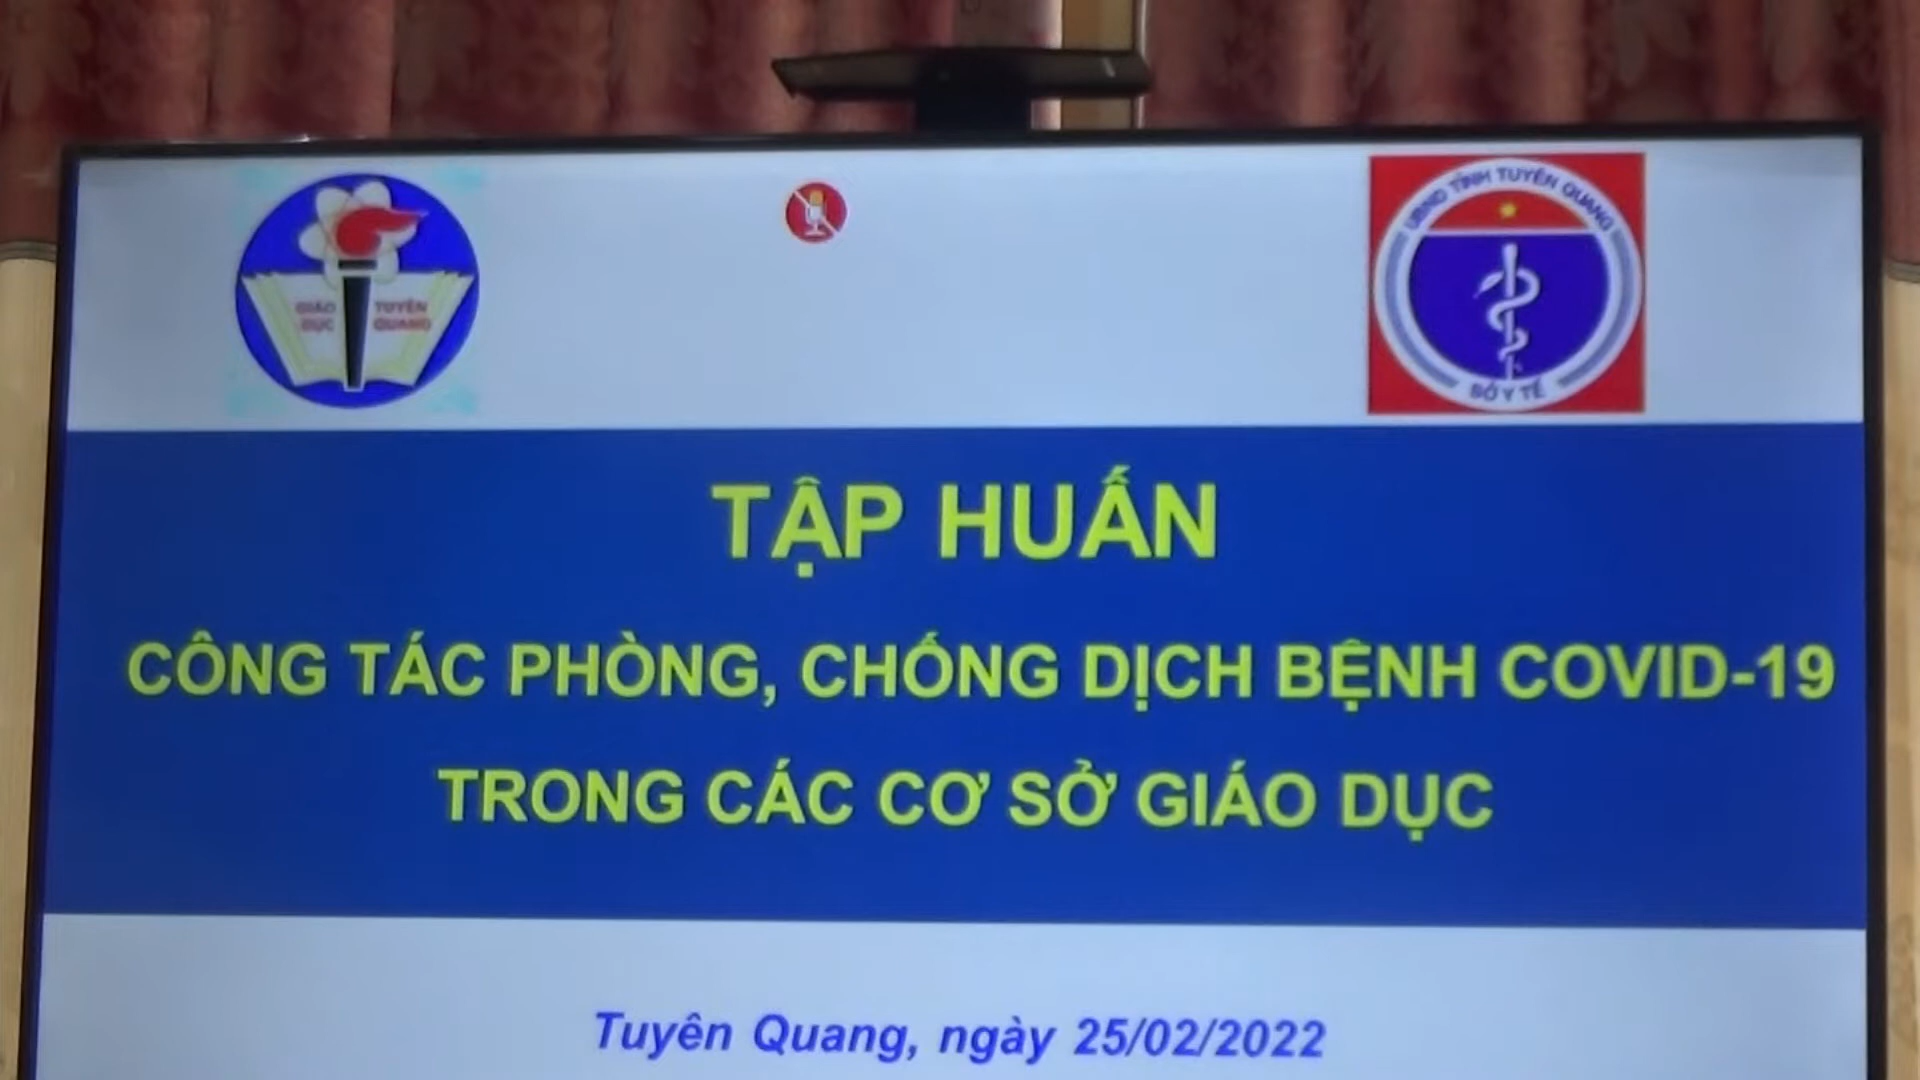 GIÁO DỤC
TUYÊN QUANG
UBND TỈNH TUYÊN QUANG
SỞ Y TẾ
TẬP HUẤN
CÔNG TÁC PHÒNG, CHỐNG DỊCH BỆNH COVID-19
TRONG CÁC CƠ SỞ GIÁO DỤC
Tuyên Quang, ngày 25/02/2022